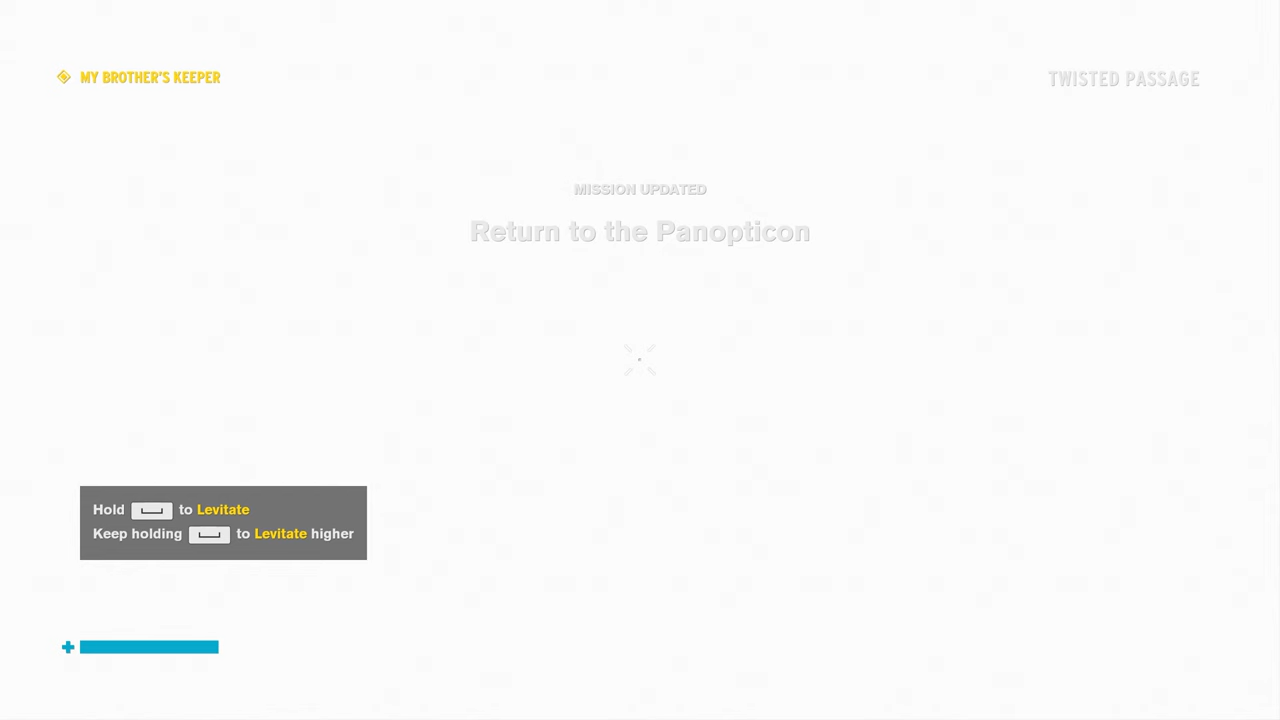 MY BROTHER'S KEEPER
TWISTED PASSAGE
MISSION UPDATED
Return to the Panopticon
Hold to Levitate
Keep holding to Levitate higher